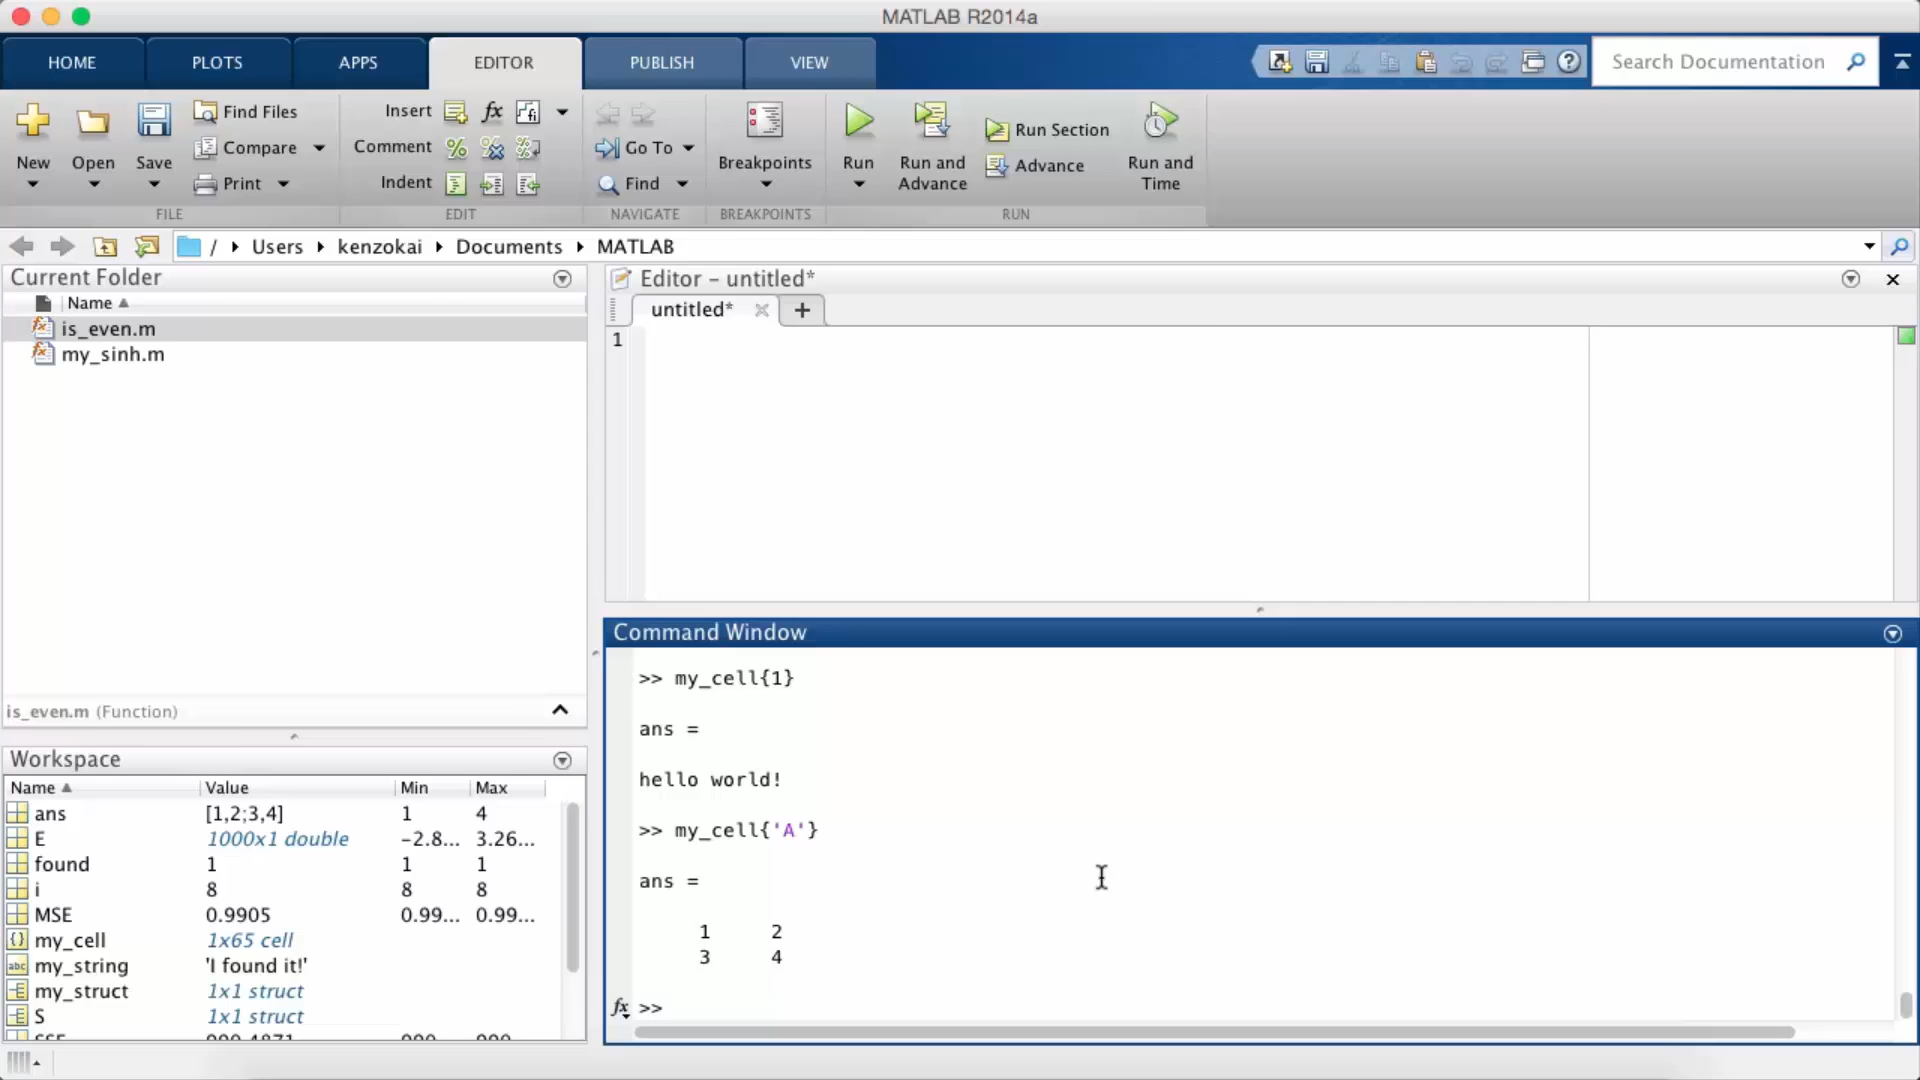 MATLAB R2014a
HOME PLOTS APPS EDITOR PUBLISH VIEW
Search Documentation
New Open Save Find Files Compare Print
FILE
Insert fx
Comment
Indent
EDIT
Go To
Find
NAVIGATE
Breakpoints
BREAKPOINTS
Run Run and Advance Run Section Advance Run and Time
RUN
/ Users kenzokai Documents MATLAB
Current Folder
Name
is_even.m
my_sinh.m
is_even.m (Function)
Editor – untitled*
untitled* +
1
Workspace
Name Value Min Max
ans [1,2;3,4] 1 4
E 1000x1 double -2.8... 3.26...
found 1 1 1
i 8 8 8
MSE 0.9905 0.99... 0.99...
my_cell 1x65 cell
my_string 'I found it!'
my_struct 1x1 struct
S 1x1 struct
Command Window
>> my_cell{1}
ans =
hello world!
>> my_cell{'A'}
ans =
1 2
3 4
fx >>